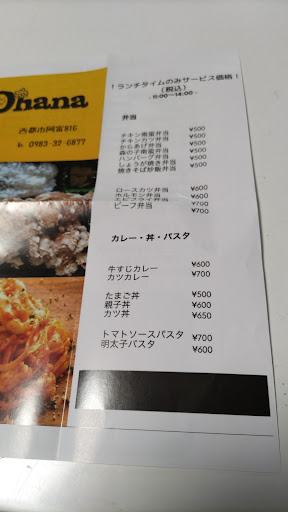 Ohana
西都市岡富816
℡ 0983-32-6877
！ランチタイムのみサービス価格！
（税込）
- 11:00~14:00 -
弁当
チキン南蛮弁当 ¥500
チキンカツ弁当 ¥500
からあげ弁当 ¥500
森の子南蛮弁当 ¥500
ハンバーグ弁当 ¥500
しょうが焼き弁当 ¥500
焼きそば炒飯弁当 ¥500
ロースカツ弁当 ¥600
ホルモン弁当 ¥600
エビフライ弁当
ビーフ弁当 ¥700
カレー・丼・パスタ
牛すじカレー ¥600
カツカレー ¥700
たまご丼 ¥500
親子丼 ¥600
カツ丼 ¥650
トマトソースパスタ ¥700
明太子パスタ ¥600